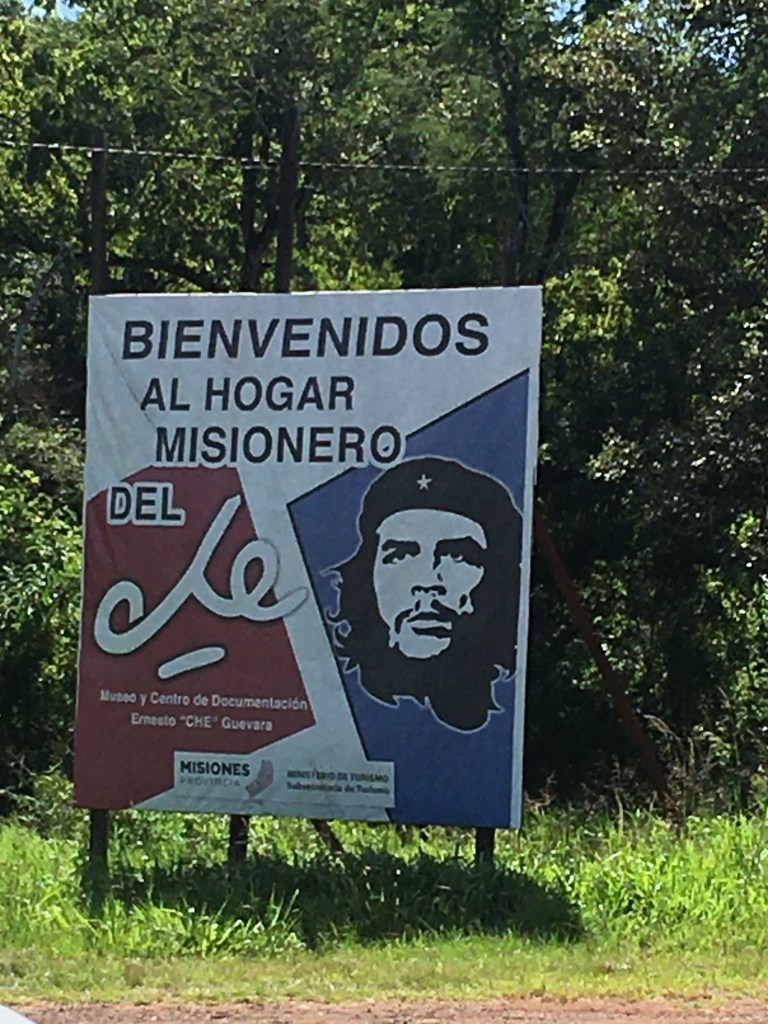 BIENVENIDOS
AL HOGAR
MISIONERO
DEL
Che
Museo y Centro de Documentación
Ernesto "CHE" Guevara
MISIONES
PROVINCIA
MINISTERIO DE TURISMO
Subsecretaría de Turismo